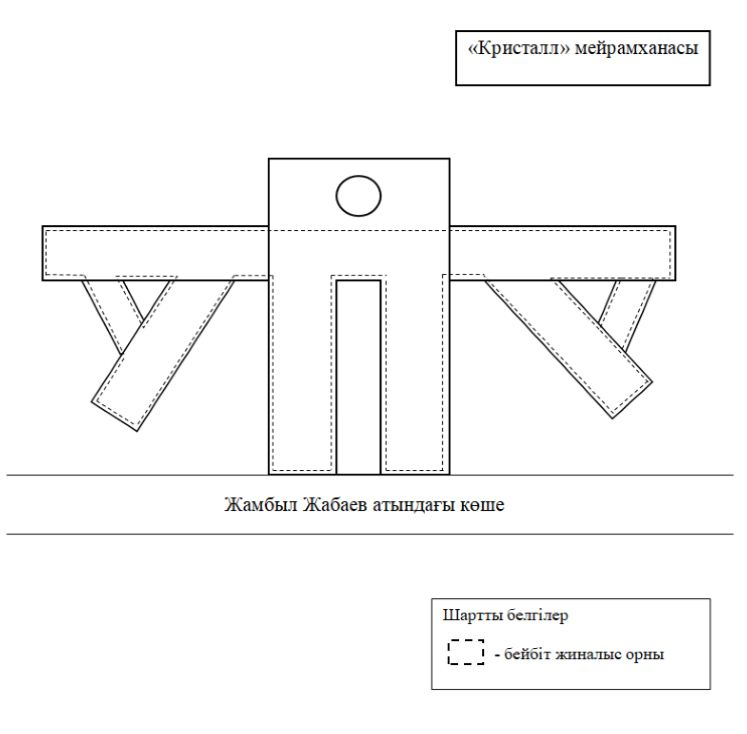 «Кристалл» мейрамханасы
Жамбыл Жабаев атындағы көше
Шартты белгілер
- бейбіт жиналыс орны